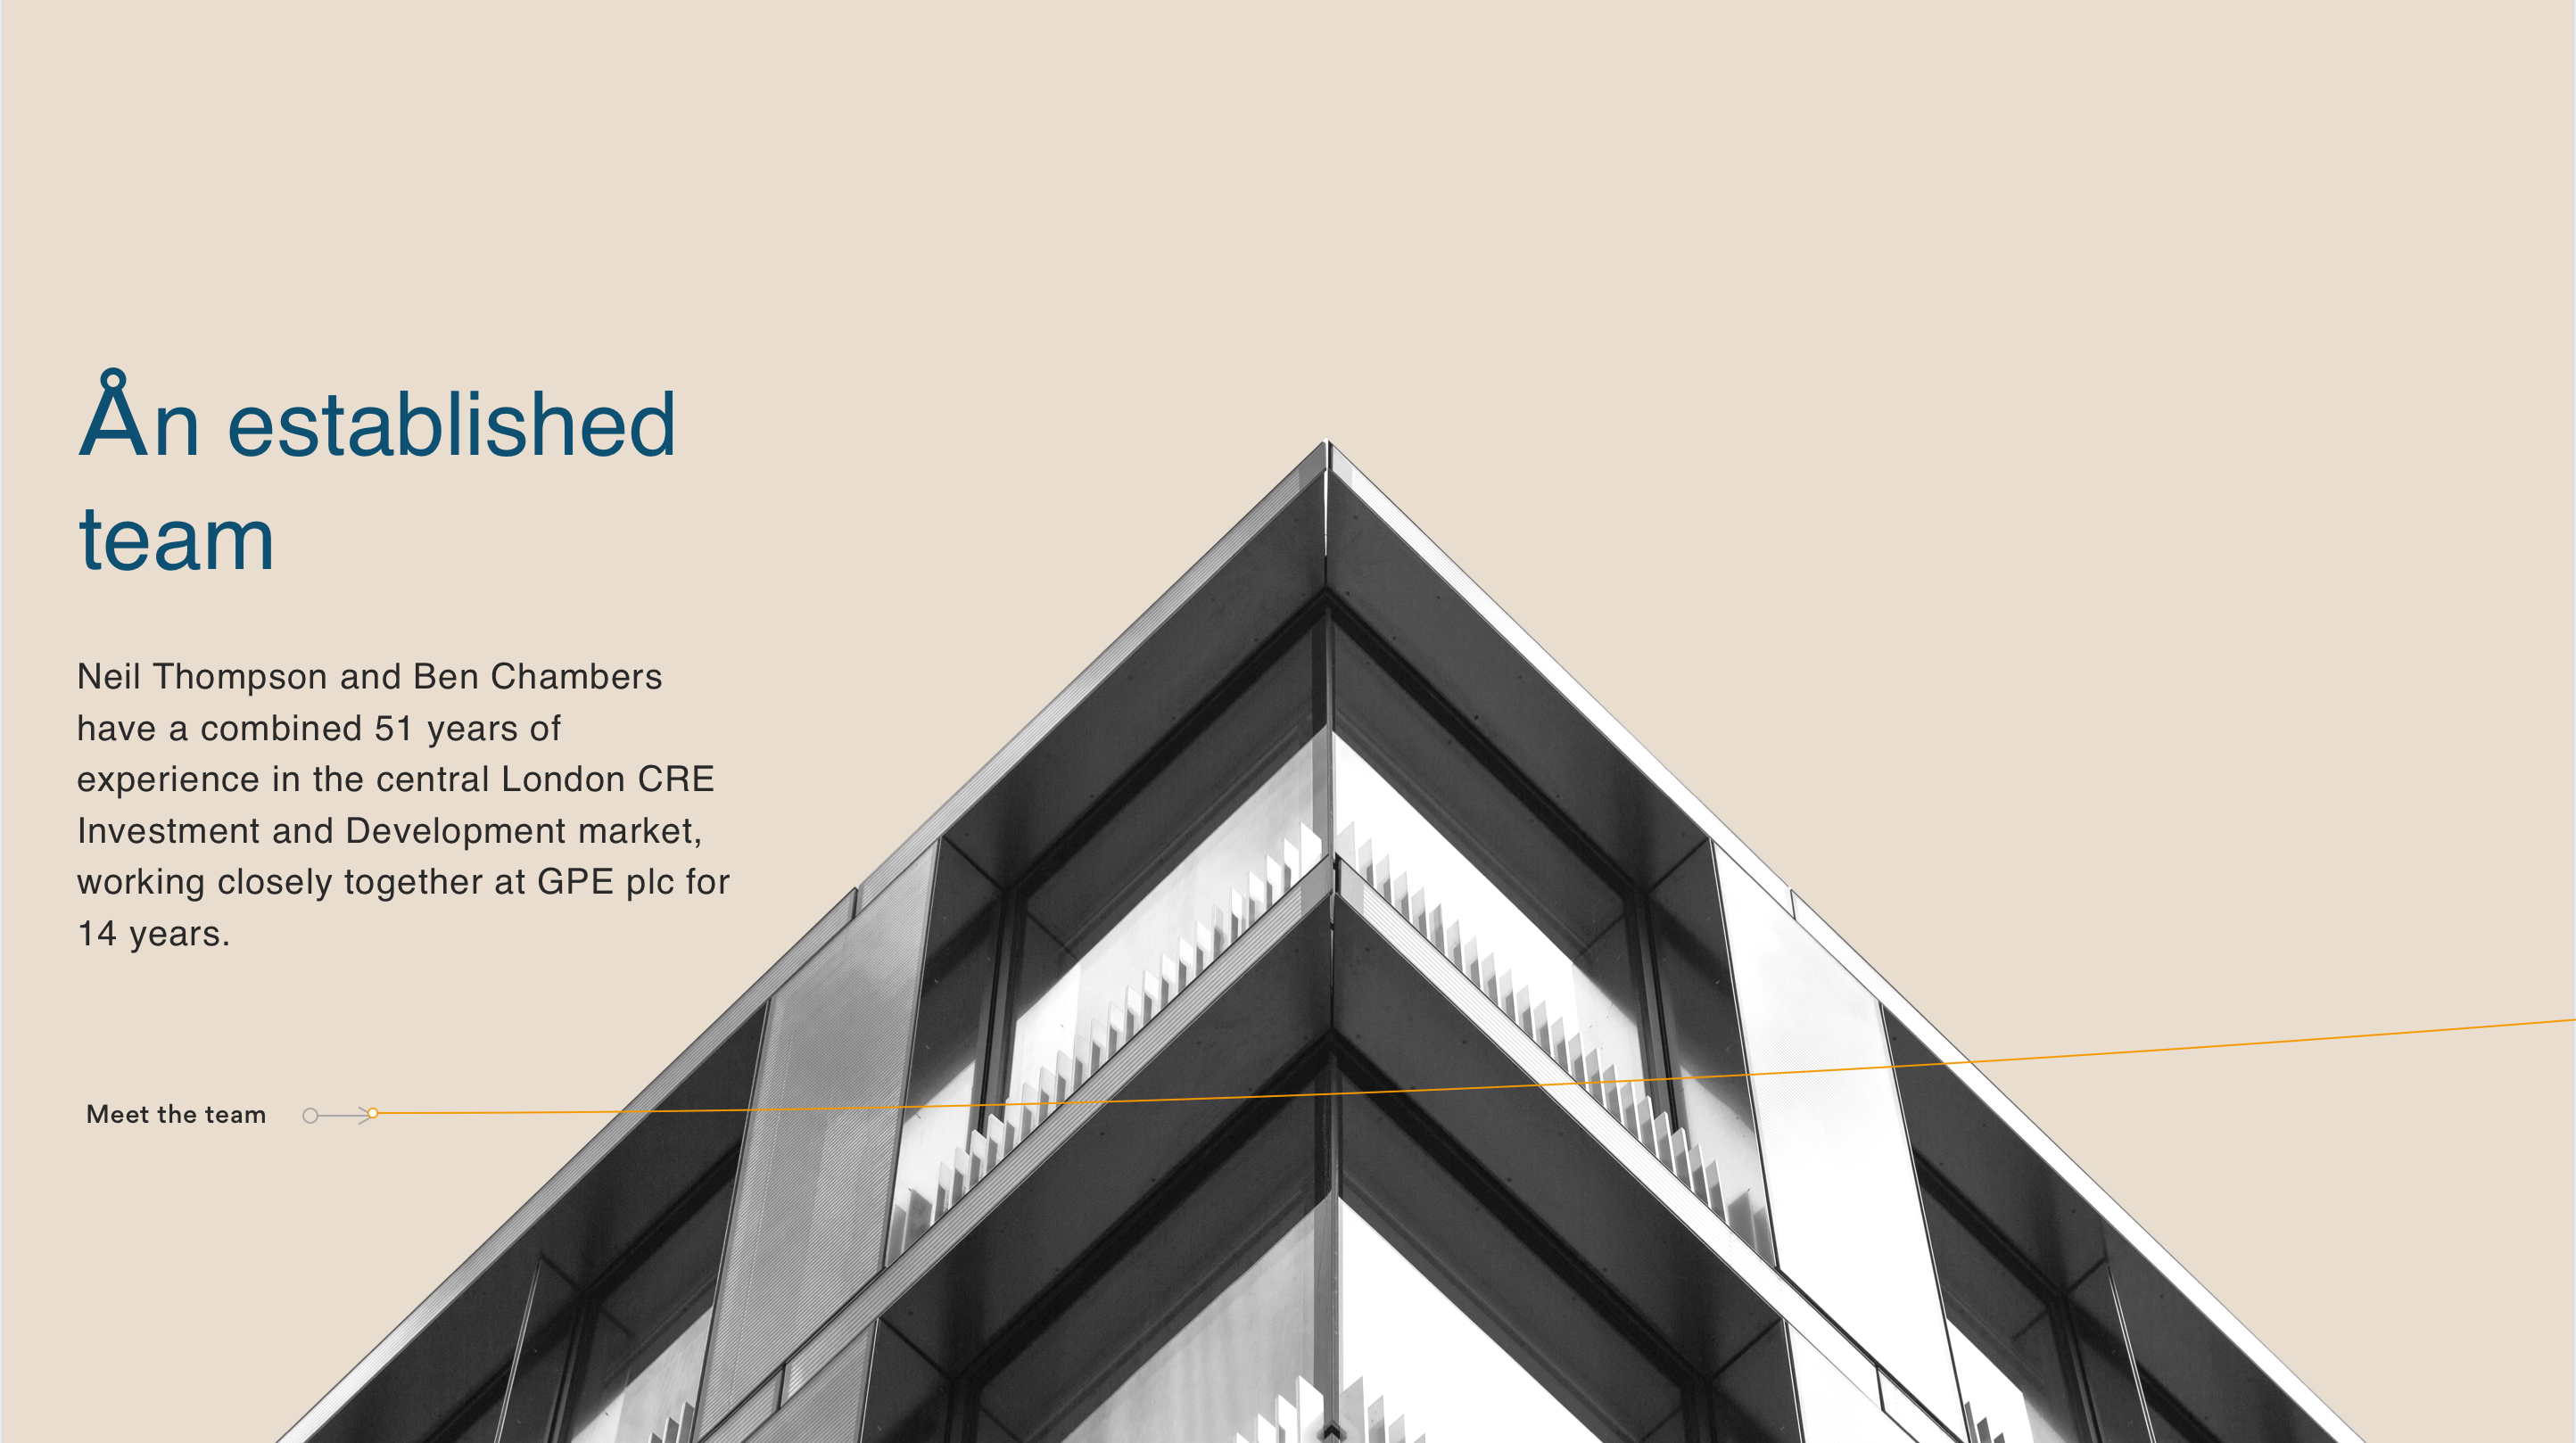 Ån established
team
Neil Thompson and Ben Chambers
have a combined 51 years of
experience in the central London CRE
Investment and Development market,
working closely together at GPE plc for
14 years.
Meet the team